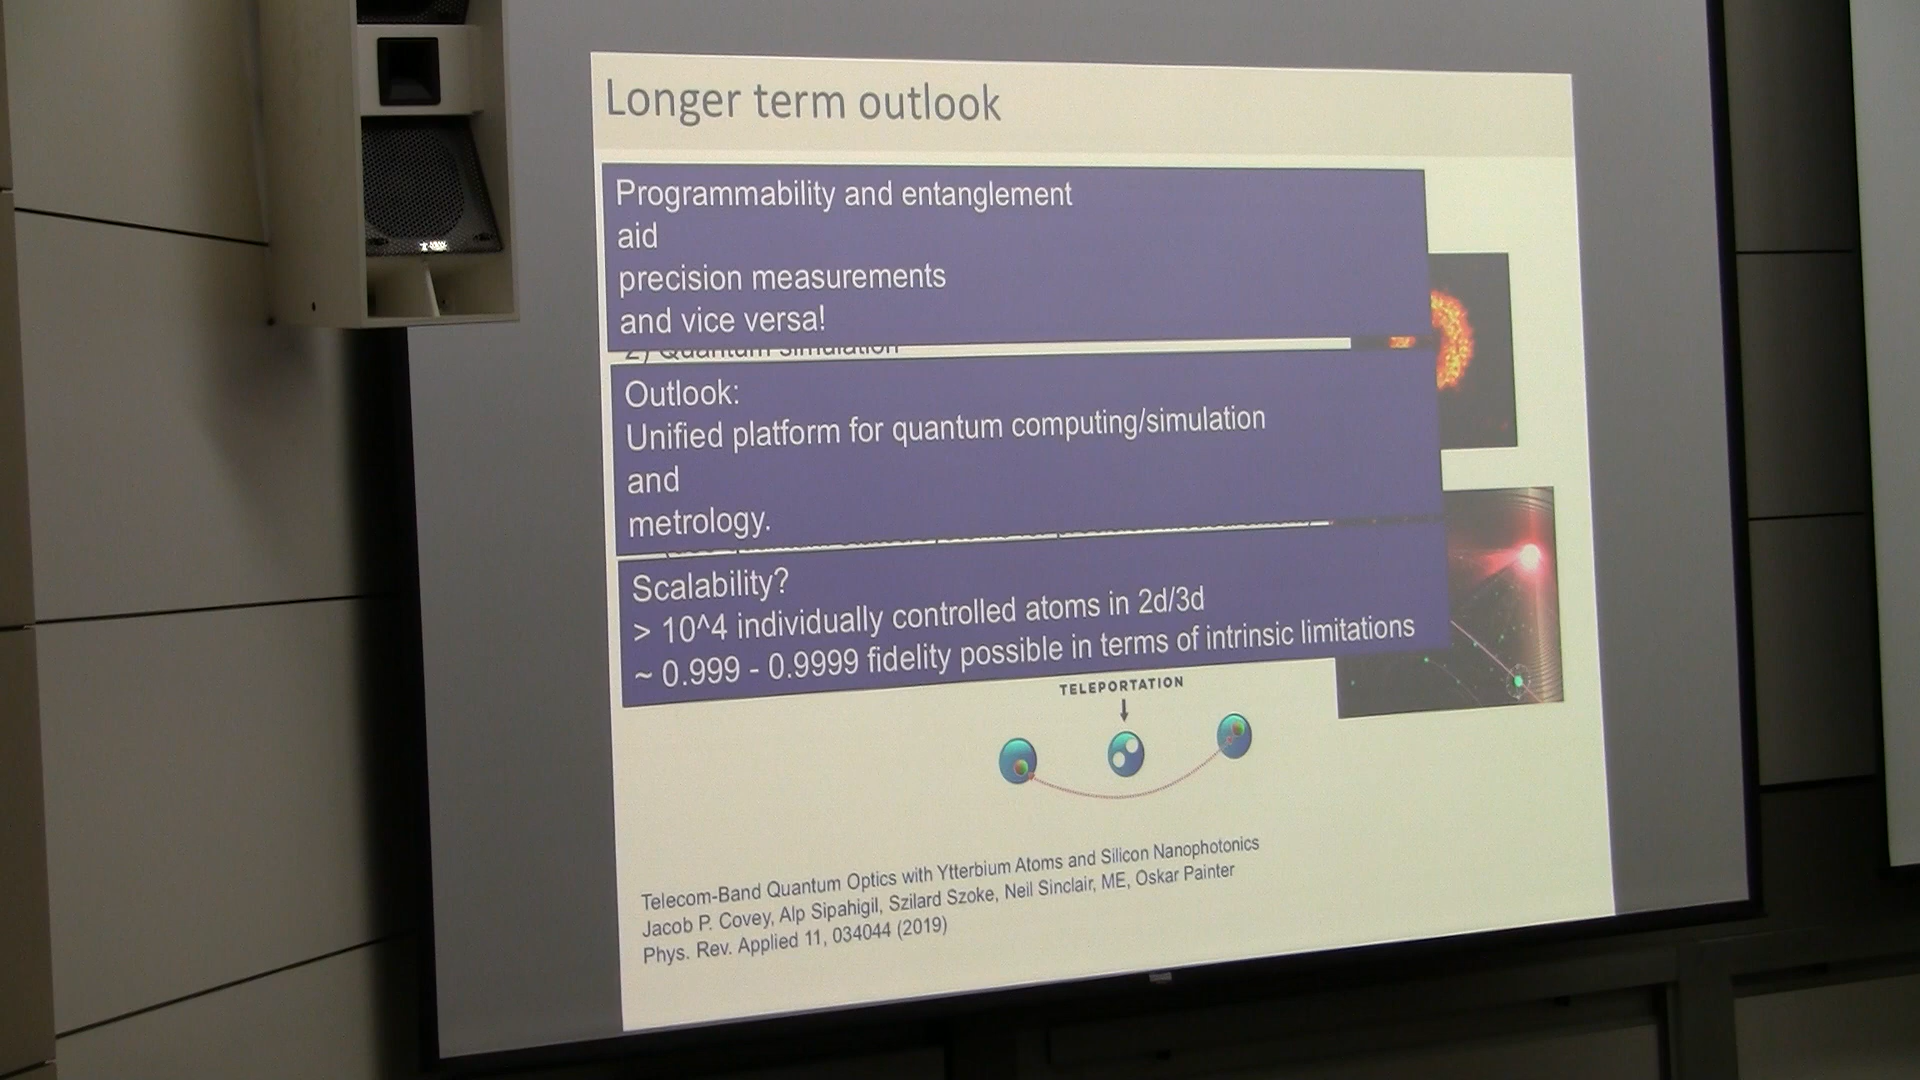 Longer term outlook
Programmability and entanglement
aid
precision measurements
and vice versa!
2) Quantum simulation
Outlook:
Unified platform for quantum computing/simulation
and
metrology.
Scalability?
> 10^4 individually controlled atoms in 2d/3d
~ 0.999 - 0.9999 fidelity possible in terms of intrinsic limitations
TELEPORTATION
Telecom-Band Quantum Optics with Ytterbium Atoms and Silicon Nanophotonics
Jacob P. Covey, Alp Sipahigil, Szilard Szoke, Neil Sinclair, ME, Oskar Painter
Phys. Rev. Applied 11, 034044 (2019)